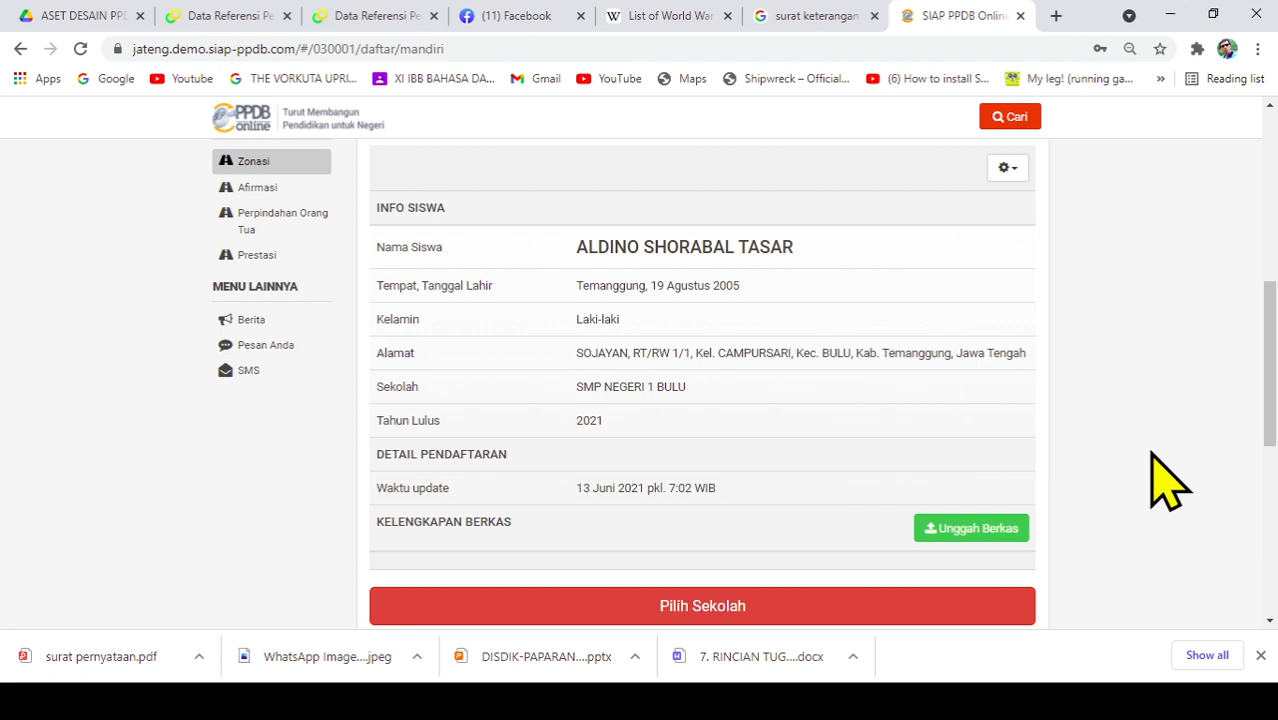 ASET DESAIN PPD
Data Referensi Pe
Data Referensi Pe
(11) Facebook
List of World War
surat keterangan
SIAP PPDB Online
jateng.demo.siap-ppdb.com/#/030001/daftar/mandiri
Apps
Google
Youtube
THE VORKUTA UPRI...
XI IBB BAHASA DA...
Gmail
YouTube
Maps
Shipwreck – Official...
(6) How to install S...
My leg! (running ga...
»
Reading list
PPDB online
Turut Membangun
Pendidikan untuk Negeri
Cari
Zonasi
Afirmasi
Perpindahan Orang
Tua
Prestasi
MENU LAINNYA
Berita
Pesan Anda
SMS
INFO SISWA
Nama Siswa ALDINO SHORABAL TASAR
Tempat, Tanggal Lahir Temanggung, 19 Agustus 2005
Kelamin Laki-laki
Alamat SOJAYAN, RT/RW 1/1, Kel. CAMPURSARI, Kec. BULU, Kab. Temanggung, Jawa Tengah
Sekolah SMP NEGERI 1 BULU
Tahun Lulus 2021
DETAIL PENDAFTARAN
Waktu update 13 Juni 2021 pkl. 7:02 WIB
KELENGKAPAN BERKAS Unggah Berkas
Pilih Sekolah
surat pernyataan.pdf
WhatsApp Image....jpeg
DISDIK-PAPARAN....pptx
7. RINCIAN TUG....docx
Show all